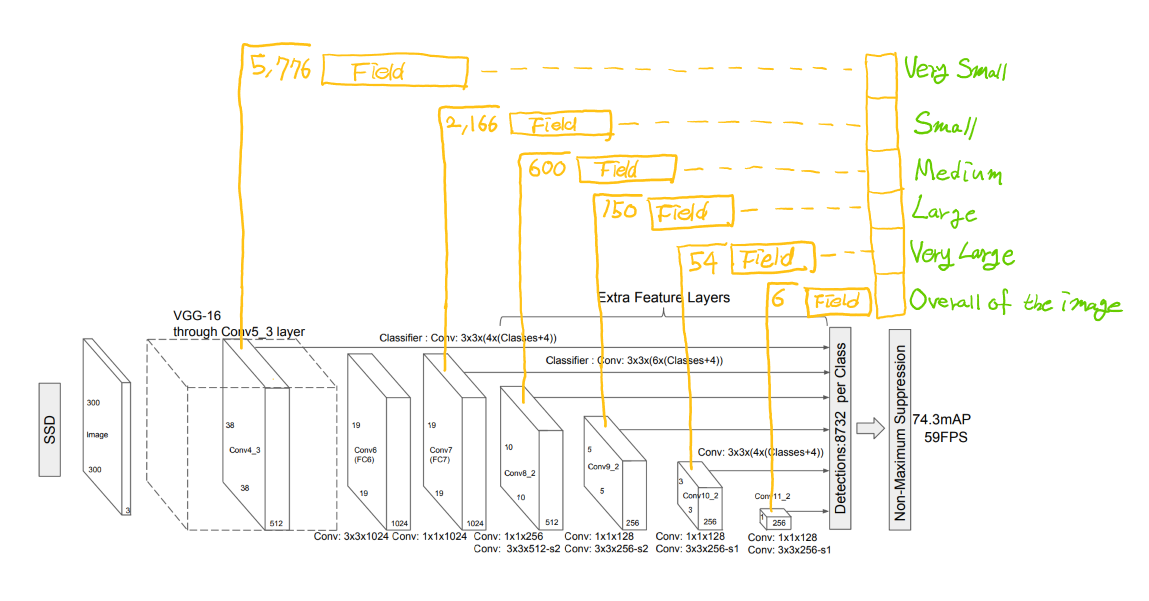 5,776 Field Very Small
2,166 Field Small
600 Field Medium
150 Field Large
54 Field Very Large
6 Field Overall of the image
Extra Feature Layers
VGG-16
through Conv5_3 layer
Classifier : Conv: 3x3x(4x(Classes+4))
Classifier : Conv: 3x3x(6x(Classes+4))
Conv: 3x3x(4x(Classes+4))
SSD
300
Image
300
3
38
Conv4_3
38
512
19
Conv6
(FC6)
19
1024
19
Conv7
(FC7)
19
1024
10
Conv8_2
10
512
5
Conv9_2
5
256
3
Conv10_2
3
256
Conv11_2
1
256
Detections:8732 per Class
Non-Maximum Suppression
74.3mAP
59FPS
Conv: 3x3x1024
Conv: 1x1x1024
Conv: 1x1x256
Conv: 3x3x512-s2
Conv: 1x1x128
Conv: 3x3x256-s2
Conv: 1x1x128
Conv: 3x3x256-s1
Conv: 1x1x128
Conv: 3x3x256-s1